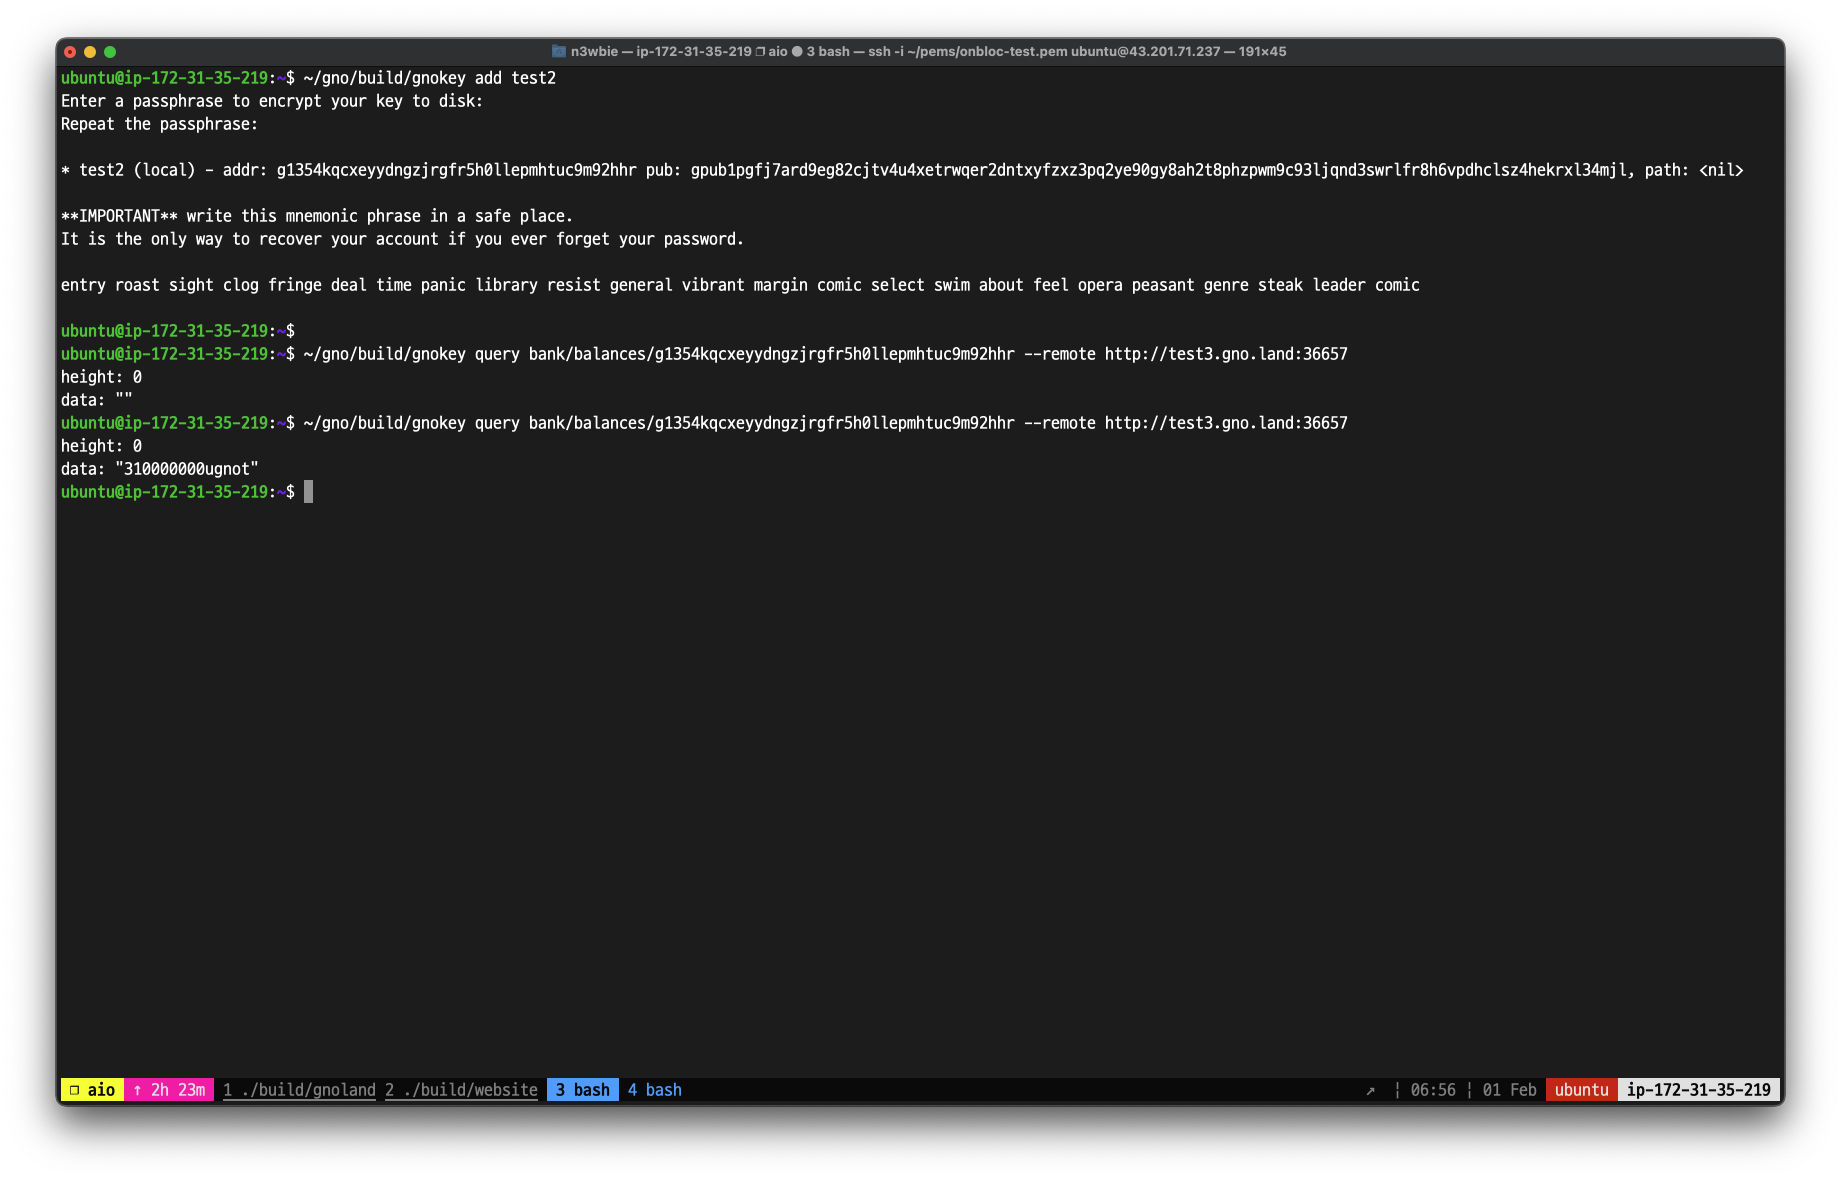 n3wbie — ip-172-31-35-219 ❐ aio ● 3 bash — ssh -i ~/pems/onbloc-test.pem ubuntu@43.201.71.237 — 191×45
ubuntu@ip-172-31-35-219:~$ ~/gno/build/gnokey add test2
Enter a passphrase to encrypt your key to disk:
Repeat the passphrase:
* test2 (local) - addr: g1354kqcxeyydngzjrgfr5h0llepmhtuc9m92hhr pub: gpub1pgfj7ard9eg82cjtv4u4xetrwqer2dntxyfzxz3pq2ye90gy8ah2t8phzpwm9c93ljqnd3swrlfr8h6vpdhclsz4hekrxl34mjl, path: <nil>
**IMPORTANT** write this mnemonic phrase in a safe place.
It is the only way to recover your account if you ever forget your password.
entry roast sight clog fringe deal time panic library resist general vibrant margin comic select swim about feel opera peasant genre steak leader comic
ubuntu@ip-172-31-35-219:~$
ubuntu@ip-172-31-35-219:~$ ~/gno/build/gnokey query bank/balances/g1354kqcxeyydngzjrgfr5h0llepmhtuc9m92hhr --remote http://test3.gno.land:36657
height: 0
data: ""
ubuntu@ip-172-31-35-219:~$ ~/gno/build/gnokey query bank/balances/g1354kqcxeyydngzjrgfr5h0llepmhtuc9m92hhr --remote http://test3.gno.land:36657
height: 0
data: "310000000ugnot"
ubuntu@ip-172-31-35-219:~$
❐ aio ↑ 2h 23m 1 ./build/gnoland 2 ./build/website 3 bash 4 bash ↗ ¦ 06:56 ¦ 01 Feb ubuntu ip-172-31-35-219